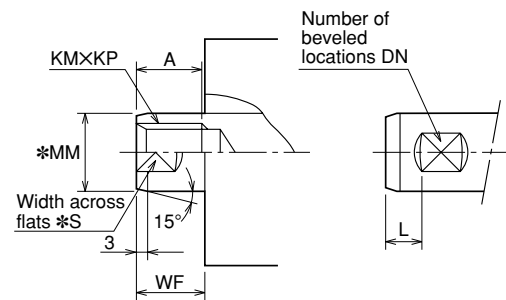 KM×KP
A
Number of
beveled
locations DN
✻MM
Width across
flats ✻S
15°
3
WF
L